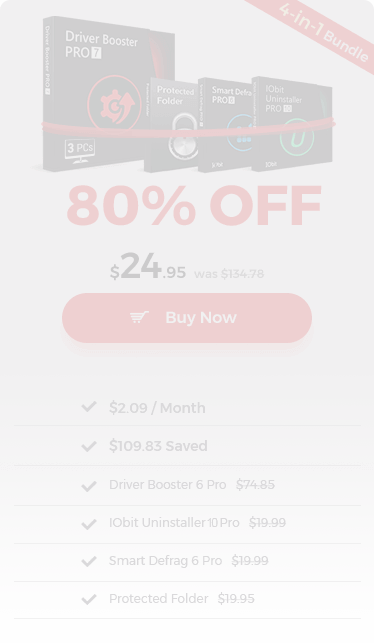 4-in-1 Bundle
Driver Booster
PRO 7
Protected
Folder
Smart Defrag
PRO 6
IObit
Uninstaller
PRO 10
3 PCs
80% OFF
$24.95 was $134.78
Buy Now
$2.09 / Month
$109.83 Saved
Driver Booster 6 Pro $74.85
IObit Uninstaller 10 Pro $19.99
Smart Defrag 6 Pro $19.99
Protected Folder $19.95